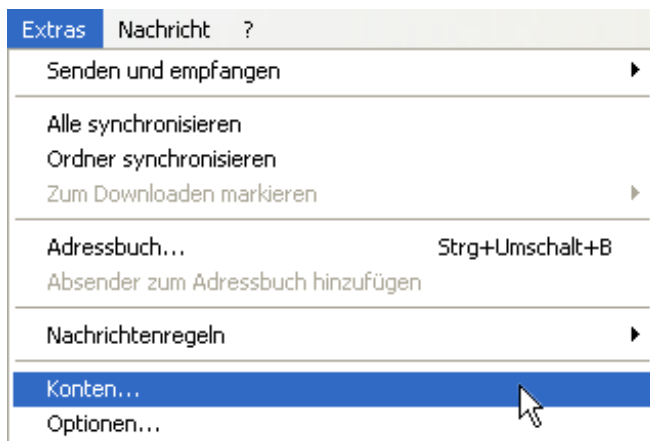 Extras Nachricht ?
Senden und empfangen
Alle synchronisieren
Ordner synchronisieren
Zum Downloaden markieren
Adressbuch... Strg+Umschalt+B
Absender zum Adressbuch hinzufügen
Nachrichtenregeln
Konten...
Optionen...